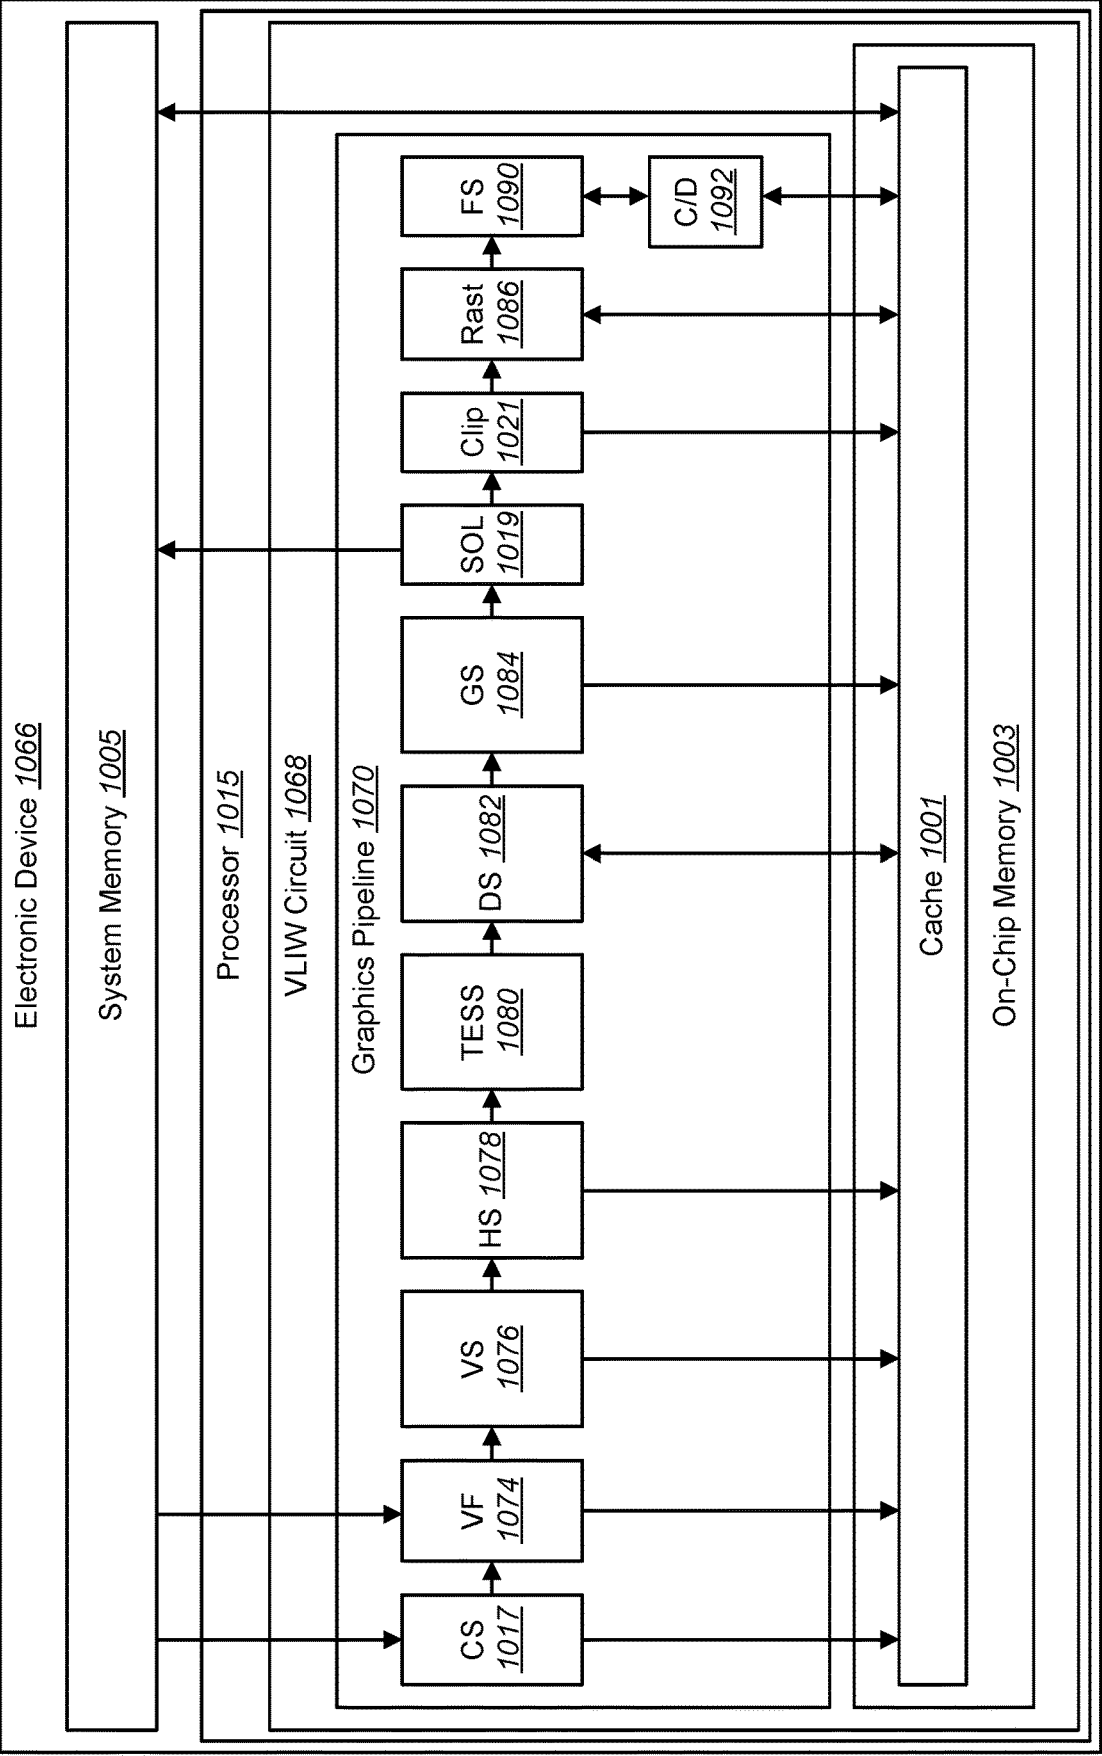 Electronic Device 1066
System Memory 1005
Processor 1015
VLIW Circuit 1068
Graphics Pipeline 1070
CS
1017
VF
1074
VS
1076
HS 1078
TESS
1080
DS 1082
GS
1084
SOL
1019
Clip
1021
Rast
1086
FS
1090
C/D
1092
Cache 1001
On-Chip Memory 1003